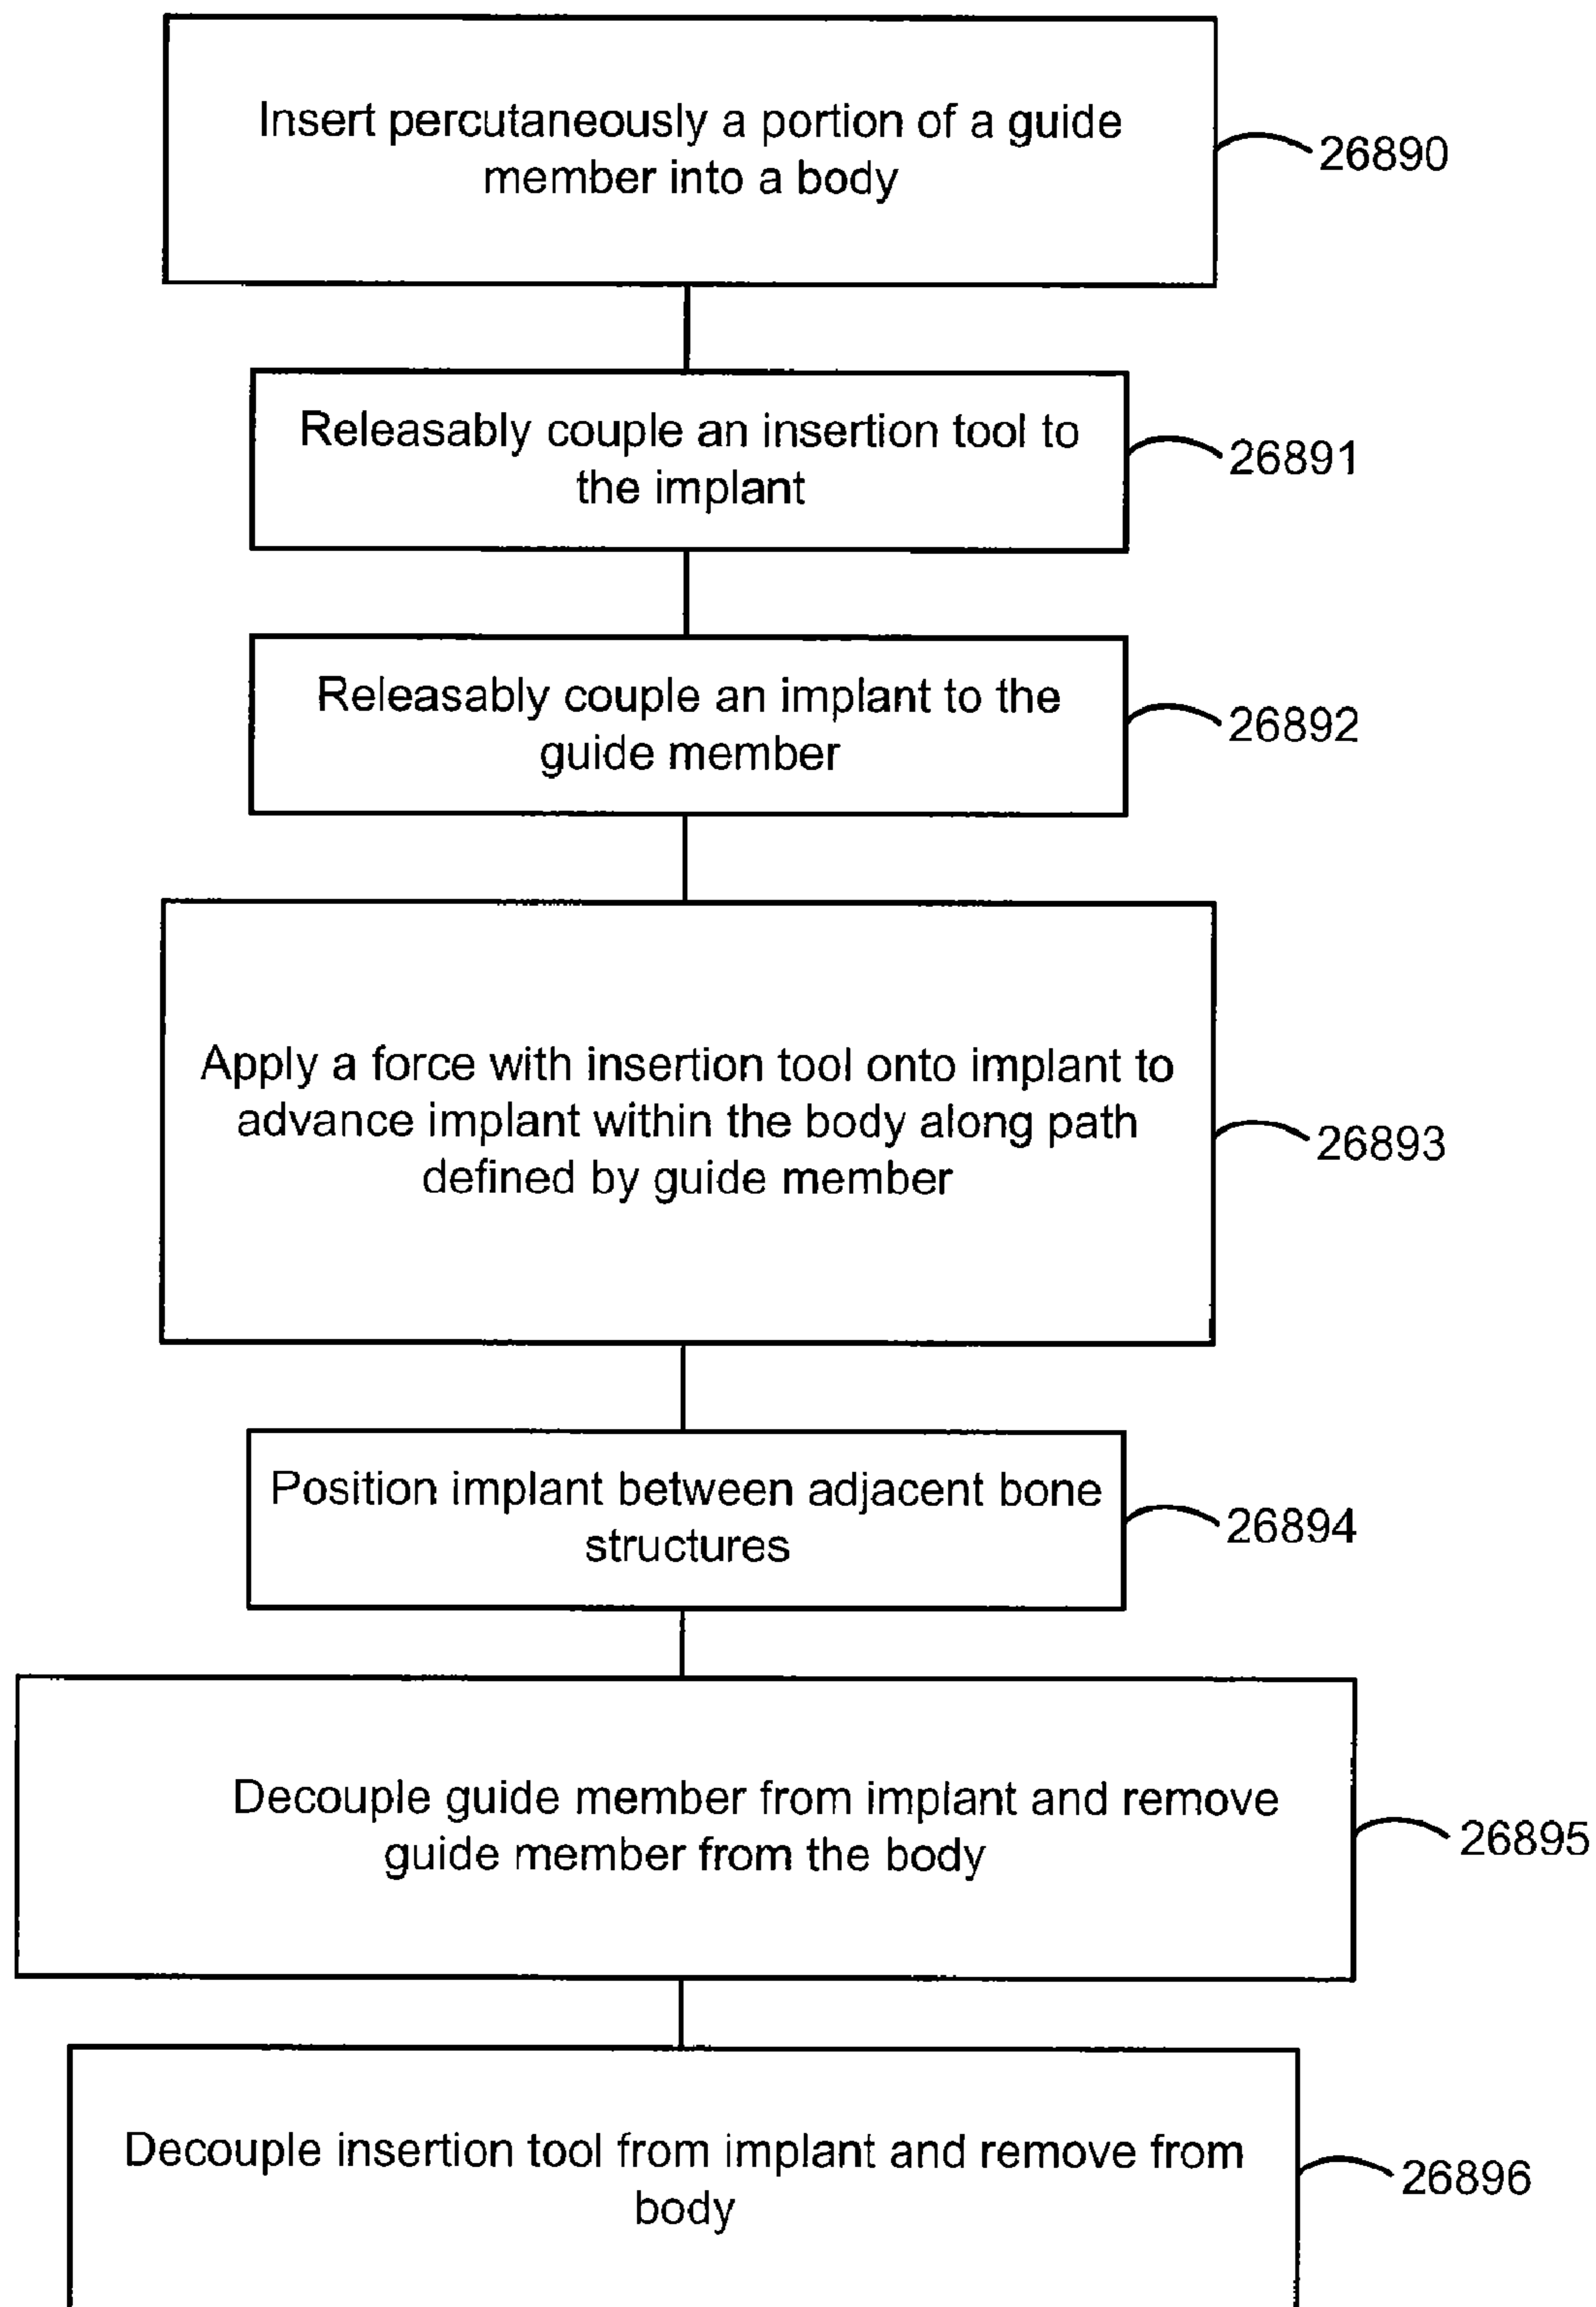 Insert percutaneously a portion of a guide
member into a body
26890
Releasably couple an insertion tool to
the implant
26891
Releasably couple an implant to the
guide member
26892
Apply a force with insertion tool onto implant to
advance implant within the body along path
defined by guide member
26893
Position implant between adjacent bone
structures
26894
Decouple guide member from implant and remove
guide member from the body
26895
Decouple insertion tool from implant and remove from
body
26896